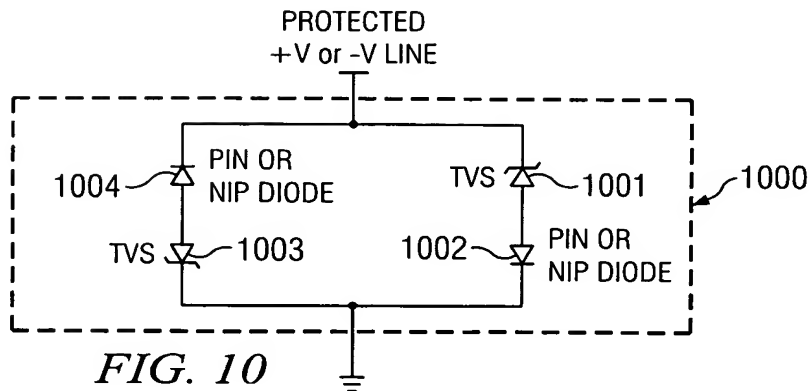 PROTECTED
+V or -V LINE
1004
PIN OR
NIP DIODE
TVS
1001
1000
TVS
1003
1002
PIN OR
NIP DIODE
FIG. 10